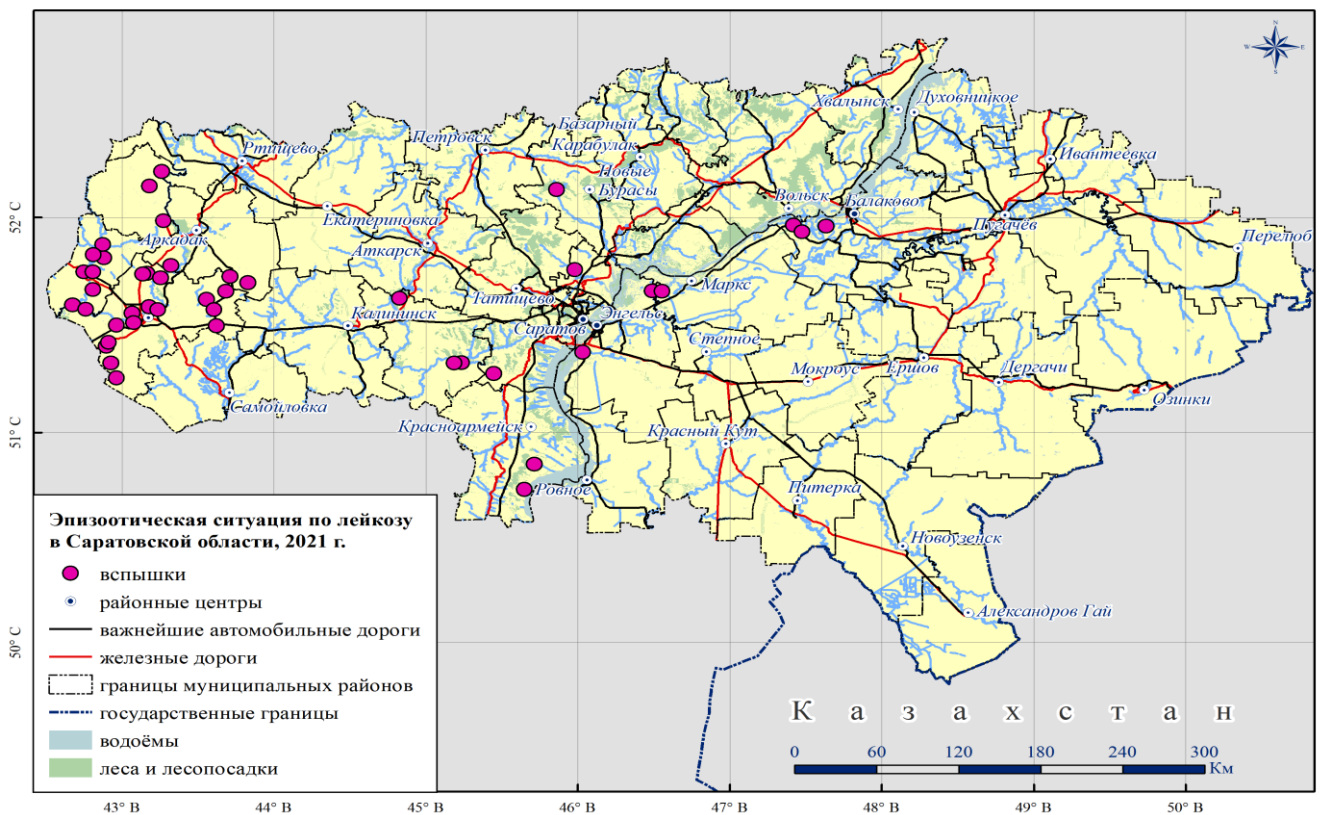 N
W E
S
Хвалынск
Духовницкое
Базарный
Карабулак
Петровск
Ртищево
Ивантеевка
Новые
Бурасы
Вольск
Балаково
Екатериновка
52° С
Аркадак
Аткарск
Пугачёв
Перелюб
Маркс
Татищево
Калининск
Энгельс
Саратов
Степное
Мокроус
Ершов
Дергачи
Озинки
Самойловка
51° С
Красноармейск
Красный Кут
Ровное
Питерка
Новоузенск
Александров Гай
50° С
Эпизоотическая ситуация по лейкозу
в Саратовской области, 2021 г.
вспышки
районные центры
важнейшие автомобильные дороги
железные дороги
границы муниципальных районов
государственные границы
водоёмы
леса и лесопосадки
Казахстан
0 60 120 180 240 300
Км
43° В 44° В 45° В 46° В 47° В 48° В 49° В 50° В